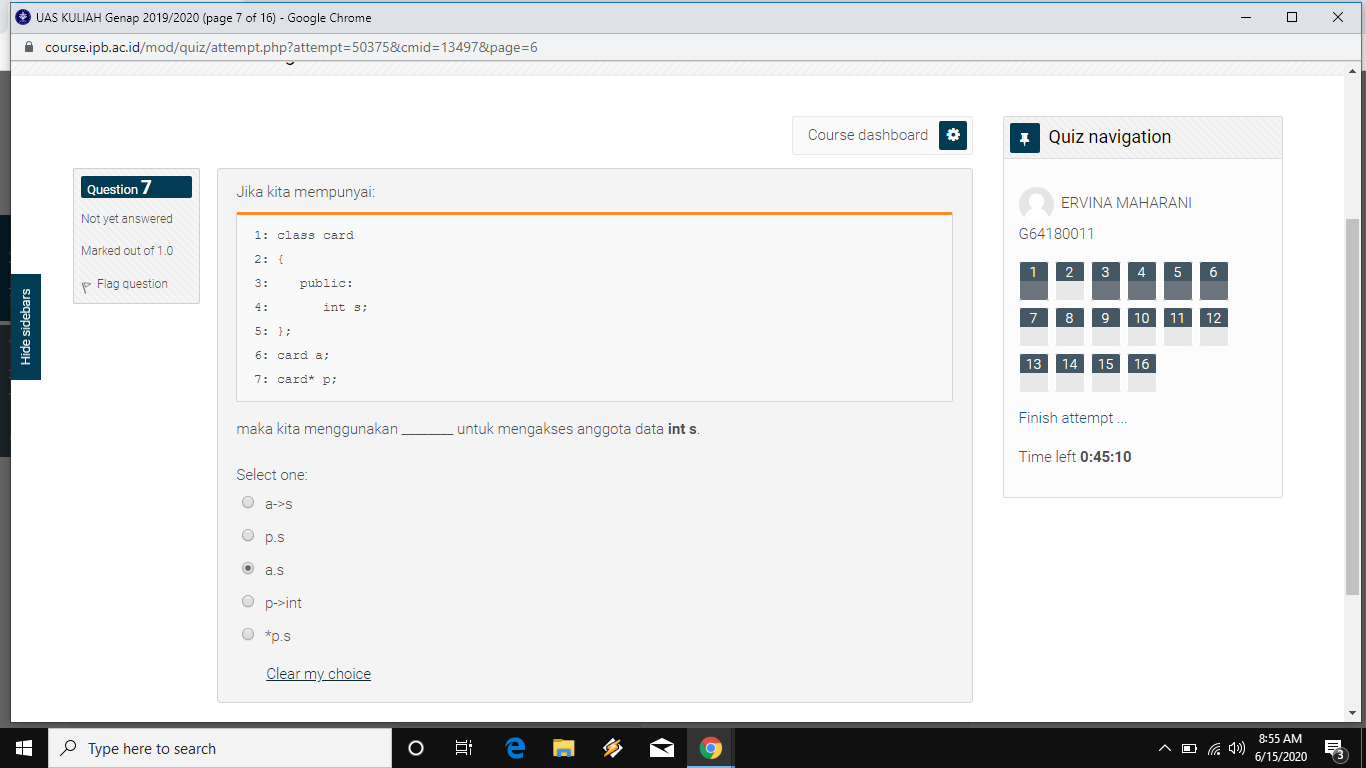 UAS KULIAH Genap 2019/2020 (page 7 of 16) - Google Chrome
course.ipb.ac.id/mod/quiz/attempt.php?attempt=50375&cmid=13497&page=6
Course dashboard
Quiz navigation
Question 7
Not yet answered
Marked out of 1.0
Flag question
Hide sidebars
Jika kita mempunyai:
1: class card
2: {
3:    public:
4:       int s;
5: };
6: card a;
7: card* p;
maka kita menggunakan ________ untuk mengakses anggota data int s.
Select one:
a->s
p.s
a.s
p->int
*p.s
Clear my choice
ERVINA MAHARANI
G64180011
1 2 3 4 5 6
7 8 9 10 11 12
13 14 15 16
Finish attempt ...
Time left 0:45:10
Type here to search
8:55 AM
6/15/2020
3